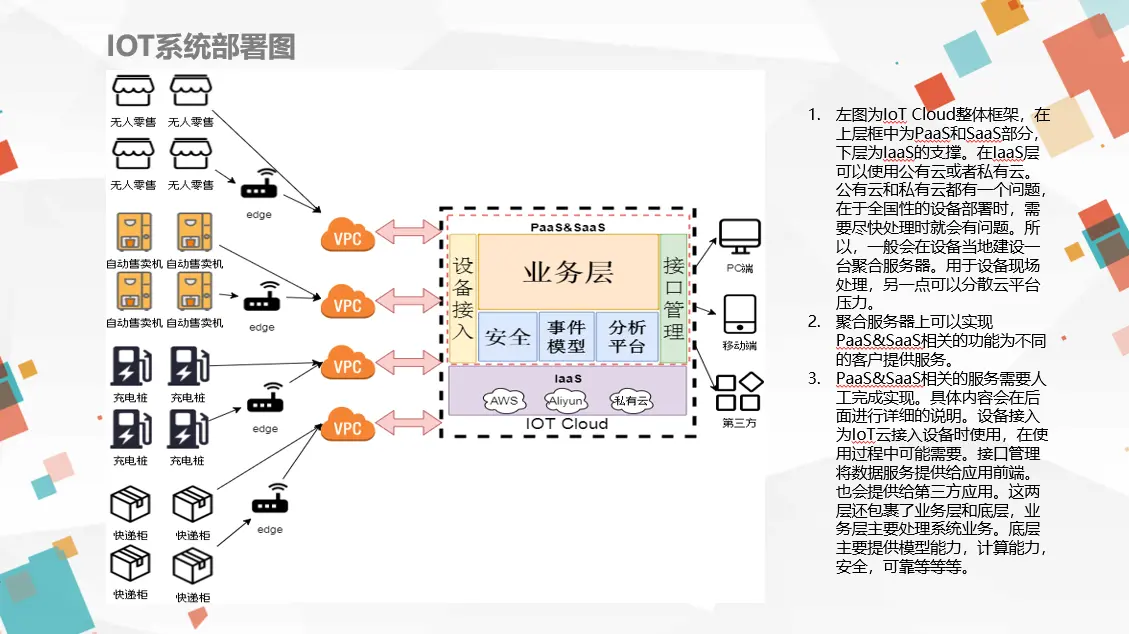 IOT系统部署图
无人零售 无人零售
无人零售 无人零售
edge
VPC
自动售卖机 自动售卖机
自动售卖机 自动售卖机
edge
VPC
充电桩 充电桩
充电桩 充电桩
edge
VPC
快递柜 快递柜
快递柜 快递柜
edge
VPC
PaaS&SaaS
设备接入
业务层
安全
事件
模型
分析
平台
接口管理
IaaS
AWS
Aliyun
私有云
IOT Cloud
PC端
移动端
第三方
1. 左图为IoT Cloud整体框架，在
上层框中为PaaS和SaaS部分，
下层为IaaS的支撑。在IaaS层
可以使用公有云或者私有云。
公有云和私有云都有一个问题，
在于全国性的设备部署时，需
要尽快处理时就会有问题。所
以，一般会在设备当地建设一
台聚合服务器。用于设备现场
处理，另一点可以分散云平台
压力。
2. 聚合服务器上可以实现
PaaS&SaaS相关的功能为不同
的客户提供服务。
3. PaaS&SaaS相关的服务需要人
工完成实现。具体内容会在后
面进行详细的说明。设备接入
为IoT云接入设备时使用，在使
用过程中可能需要。接口管理
将数据服务提供给应用前端。
也会提供给第三方应用。这两
层还包裹了业务层和底层，业
务层主要处理系统业务。底层
主要提供模型能力，计算能力，
安全，可靠等等等。